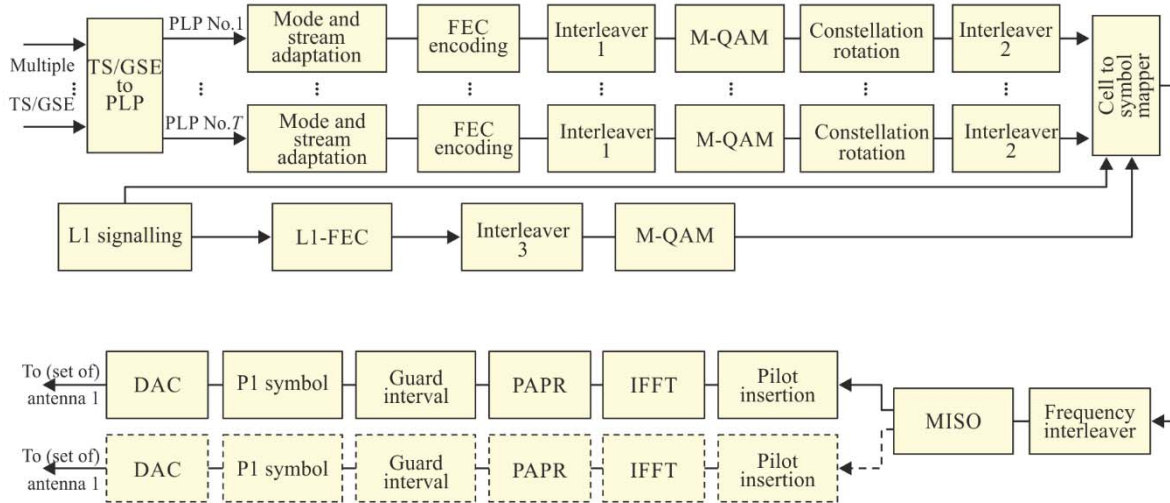 Multiple
⋮
TS/GSE
TS/GSE
to
PLP
PLP No.1
⋮
PLP No.T
Mode and
stream
adaptation
FEC
encoding
Interleaver
1
M-QAM
Constellation
rotation
Interleaver
2
⋮
⋮
⋮
⋮
⋮
⋮
Mode and
stream
adaptation
FEC
encoding
Interleaver
1
M-QAM
Constellation
rotation
Interleaver
2
Cell to
symbol
mapper
L1 signalling
L1-FEC
Interleaver
3
M-QAM
To (set of)
antenna 1
DAC
P1 symbol
Guard
interval
PAPR
IFFT
Pilot
insertion
MISO
Frequency
interleaver
To (set of)
antenna 1
DAC
P1 symbol
Guard
interval
PAPR
IFFT
Pilot
insertion